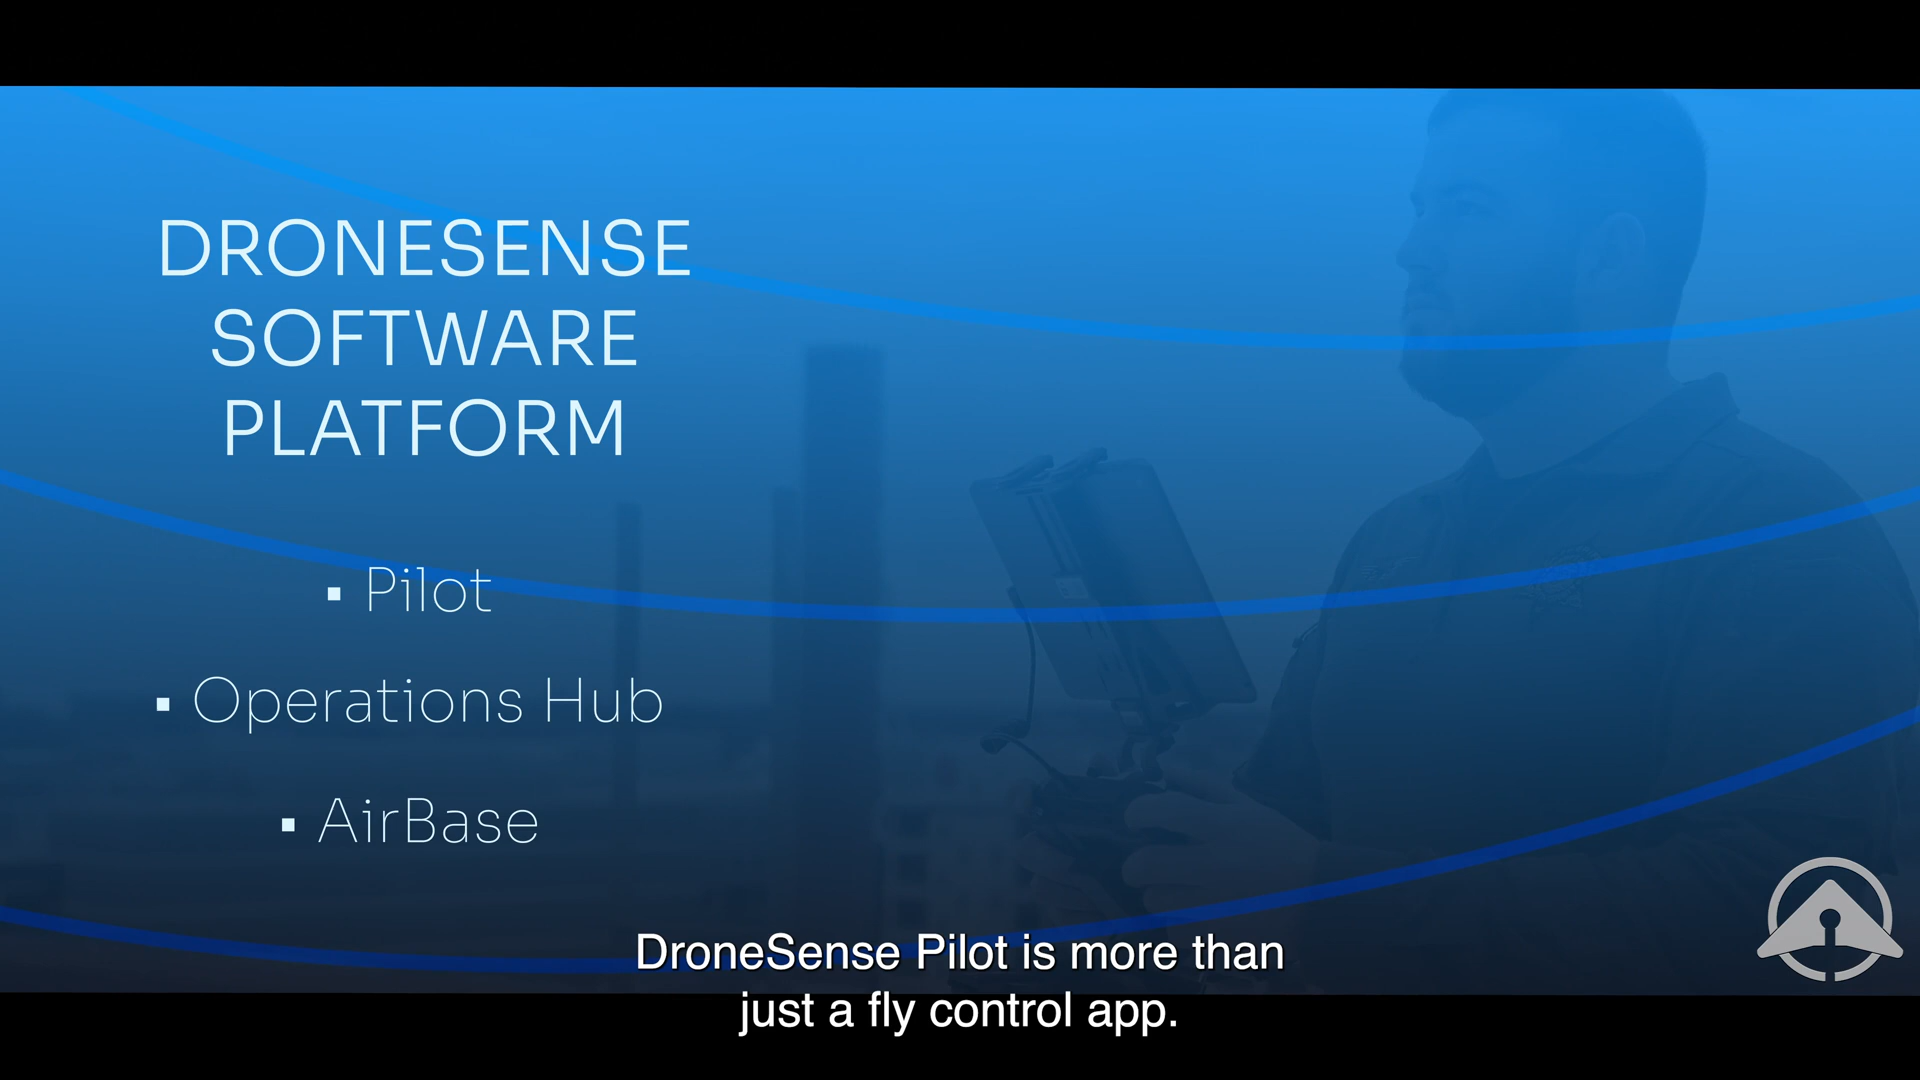 DRONESENSE
SOFTWARE
PLATFORM
▪ Pilot
▪ Operations Hub
▪ AirBase
DroneSense Pilot is more than
just a fly control app.